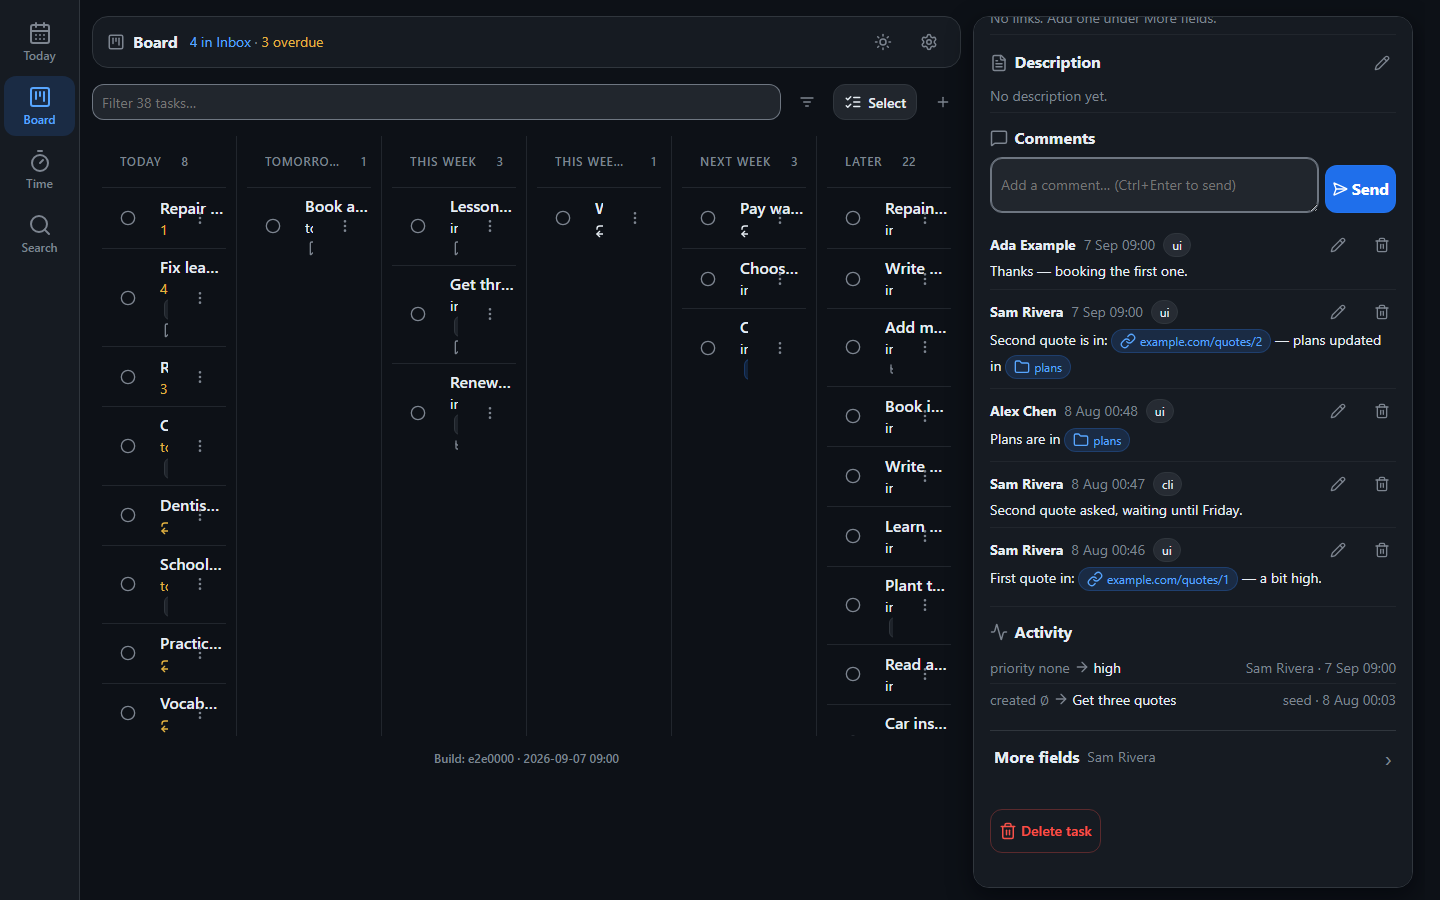 Today
Board
Time
Search
Board 4 in Inbox · 3 overdue
Filter 38 tasks...
Select
TODAY 8
Repair ...
1
Fix lea...
4
R
3
C
Dentis...
School...
Practic...
Vocab...
TOMORRO... 1
Book a...
THIS WEEK 3
Lesson...
Get thr...
Renew...
THIS WEE... 1
NEXT WEEK 3
Pay wa...
Choos...
C
LATER 22
Repain...
Write ...
Add m...
Book i...
Write ...
Learn ...
Plant t...
Read a...
Car ins...
Build: e2e0000 · 2026-09-07 09:00
No links. Add one under More fields.
Description
No description yet.
Comments
Add a comment... (Ctrl+Enter to send)
Send
Ada Example 7 Sep 09:00 ui
Thanks — booking the first one.
Sam Rivera 7 Sep 09:00 ui
Second quote is in: example.com/quotes/2 — plans updated
in plans
Alex Chen 8 Aug 00:48 ui
Plans are in plans
Sam Rivera 8 Aug 00:47 cli
Second quote asked, waiting until Friday.
Sam Rivera 8 Aug 00:46 ui
First quote in: example.com/quotes/1 — a bit high.
Activity
priority none → high Sam Rivera · 7 Sep 09:00
created Ø → Get three quotes seed · 8 Aug 00:03
More fields Sam Rivera
Delete task